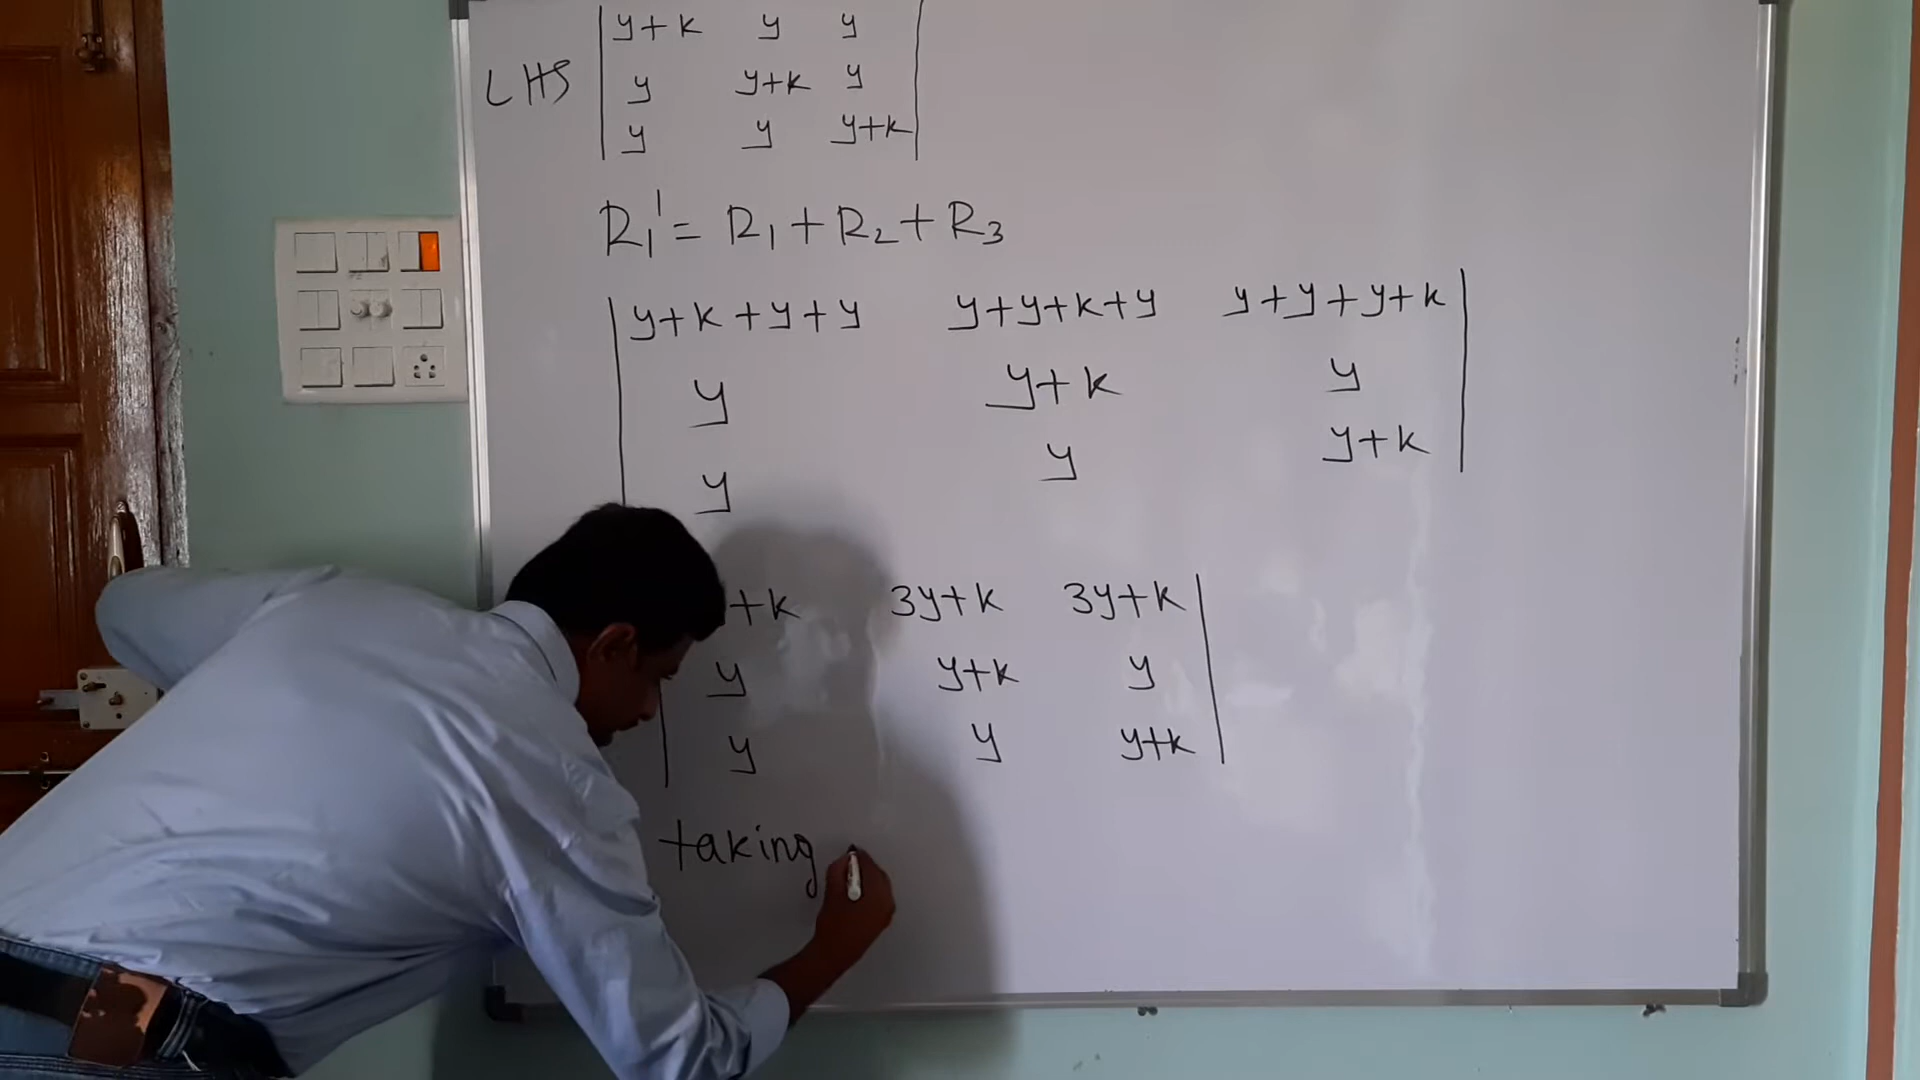 y+k y y
LHS y y+k y
y y y+k
R₁' = R₁ + R₂ + R₃
y+k+y+y y+y+k+y y+y+y+k
y y+k y
y y y+k
+k 3y+k 3y+k
y y+k y
y y y+k
taking